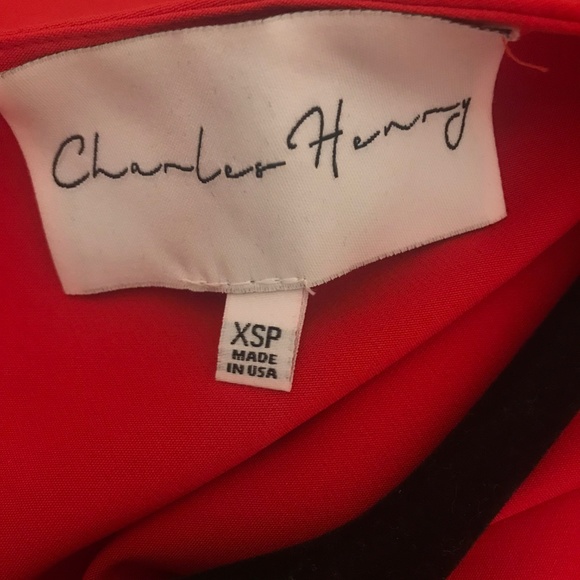 Charles Henry
XSP
MADE
IN USA